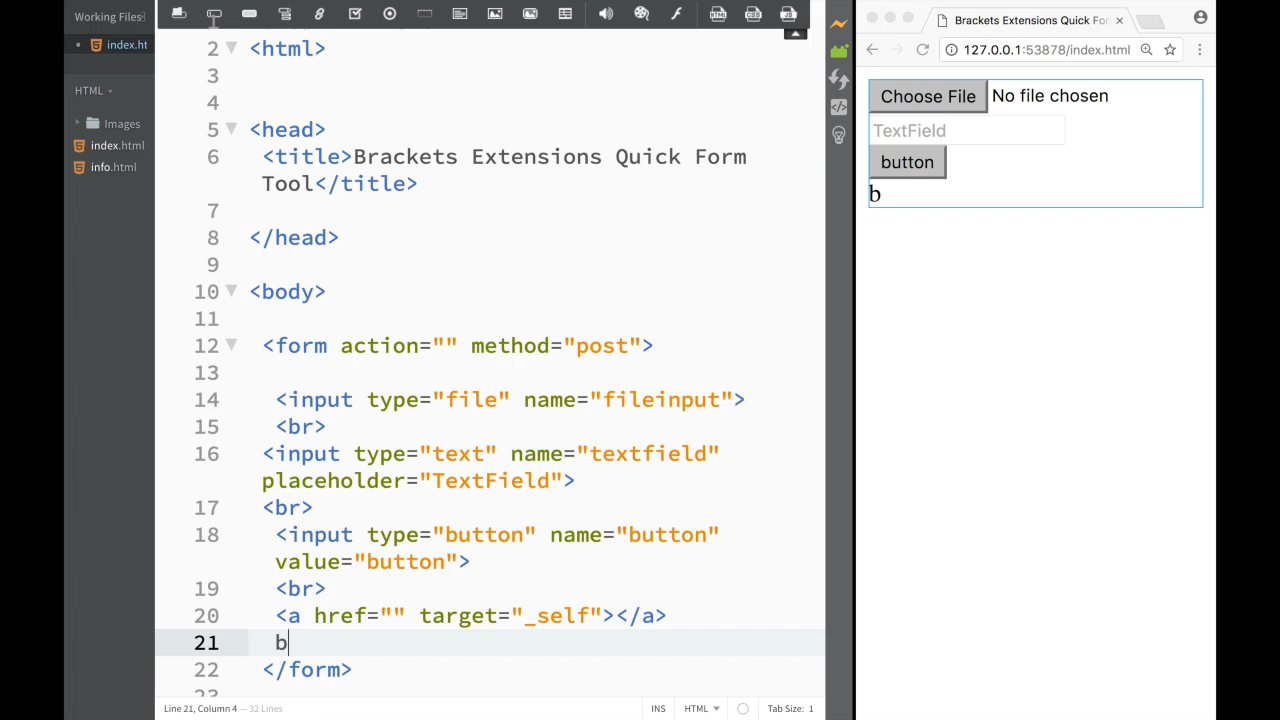 Working Files
index.ht
HTML
Images
index.html
info.html
2 <html>
3
4
5 <head>
6 <title>Brackets Extensions Quick Form
Tool</title>
7
8 </head>
9
10 <body>
11
12 <form action="" method="post">
13
14 <input type="file" name="fileinput">
15 <br>
16 <input type="text" name="textfield"
placeholder="TextField">
17 <br>
18 <input type="button" name="button"
value="button">
19 <br>
20 <a href="" target="_self"></a>
21 b
22 </form>
Line 21, Column 4 — 32 Lines
INS
HTML
Tab Size: 1
Brackets Extensions Quick For
127.0.0.1:53878/index.html
Choose File No file chosen
TextField
button
b